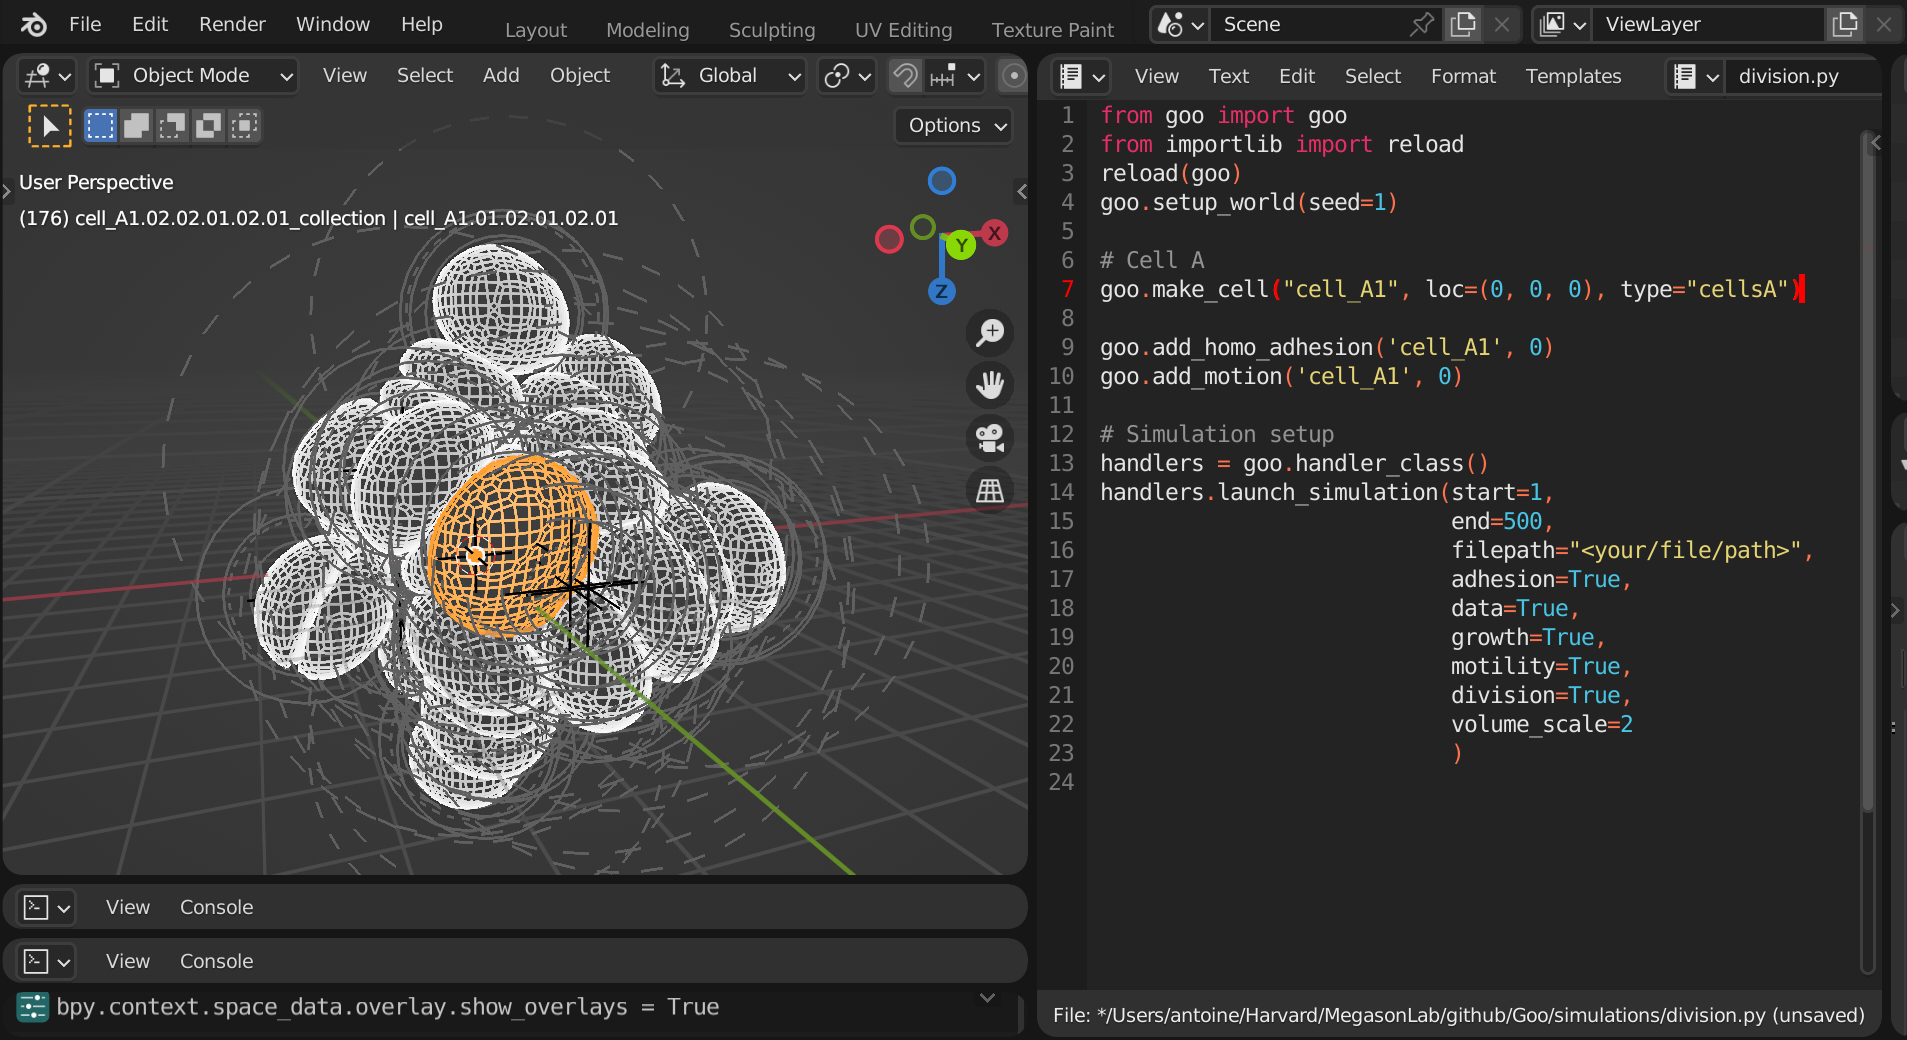 File Edit Render Window Help Layout Modeling Sculpting UV Editing Texture Paint Scene ViewLayer
Object Mode View Select Add Object Global
Options
User Perspective
(176) cell_A1.02.02.01.02.01_collection | cell_A1.01.02.01.02.01
X
Y
Z
View Console
View Console
bpy.context.space_data.overlay.show_overlays = True
View Text Edit Select Format Templates division.py
1 from goo import goo
2 from importlib import reload
3 reload(goo)
4 goo.setup_world(seed=1)
5
6 # Cell A
7 goo.make_cell("cell_A1", loc=(0, 0, 0), type="cellsA")
8
9 goo.add_homo_adhesion('cell_A1', 0)
10 goo.add_motion('cell_A1', 0)
11
12 # Simulation setup
13 handlers = goo.handler_class()
14 handlers.launch_simulation(start=1,
15 end=500,
16 filepath="<your/file/path>",
17 adhesion=True,
18 data=True,
19 growth=True,
20 motility=True,
21 division=True,
22 volume_scale=2
23 )
24
File: */Users/antoine/Harvard/MegasonLab/github/Goo/simulations/division.py (unsaved)